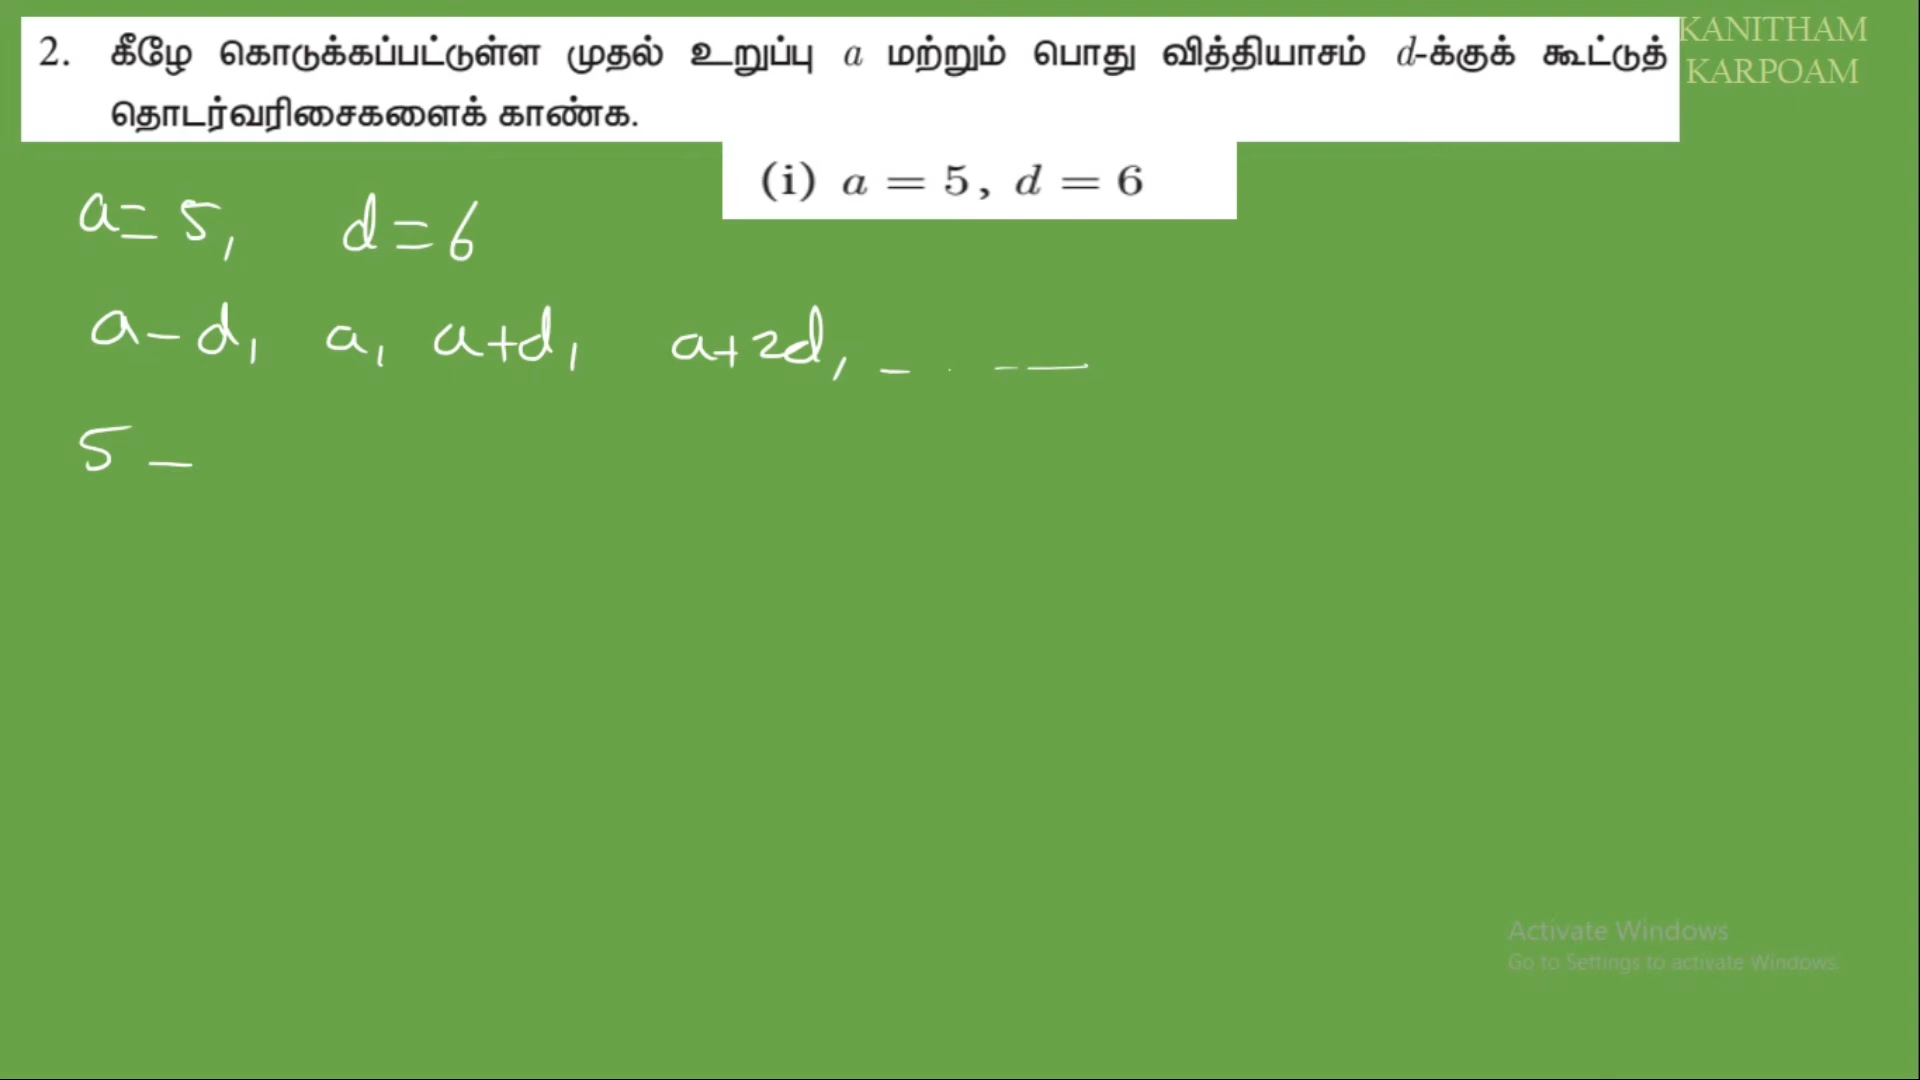 2. கீழே கொடுக்கப்பட்டுள்ள முதல் உறுப்பு a மற்றும் பொது வித்தியாசம் d-க்குக் கூட்டுத்
தொடர்வரிசைகளைக் காண்க.
KANITHAM
KARPOAM
(i) a = 5, d = 6
a = 5, d = 6
a - d, a, a+d, a+2d, - . - —
5 -
Activate Windows
Go to Settings to activate Windows.